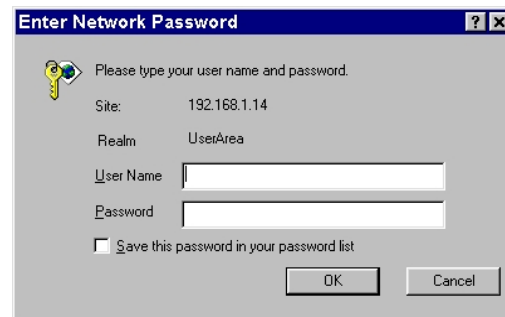 Enter Network Password
Please type your user name and password.
Site: 192.168.1.14
Realm UserArea
User Name
Password
Save this password in your password list
OK Cancel